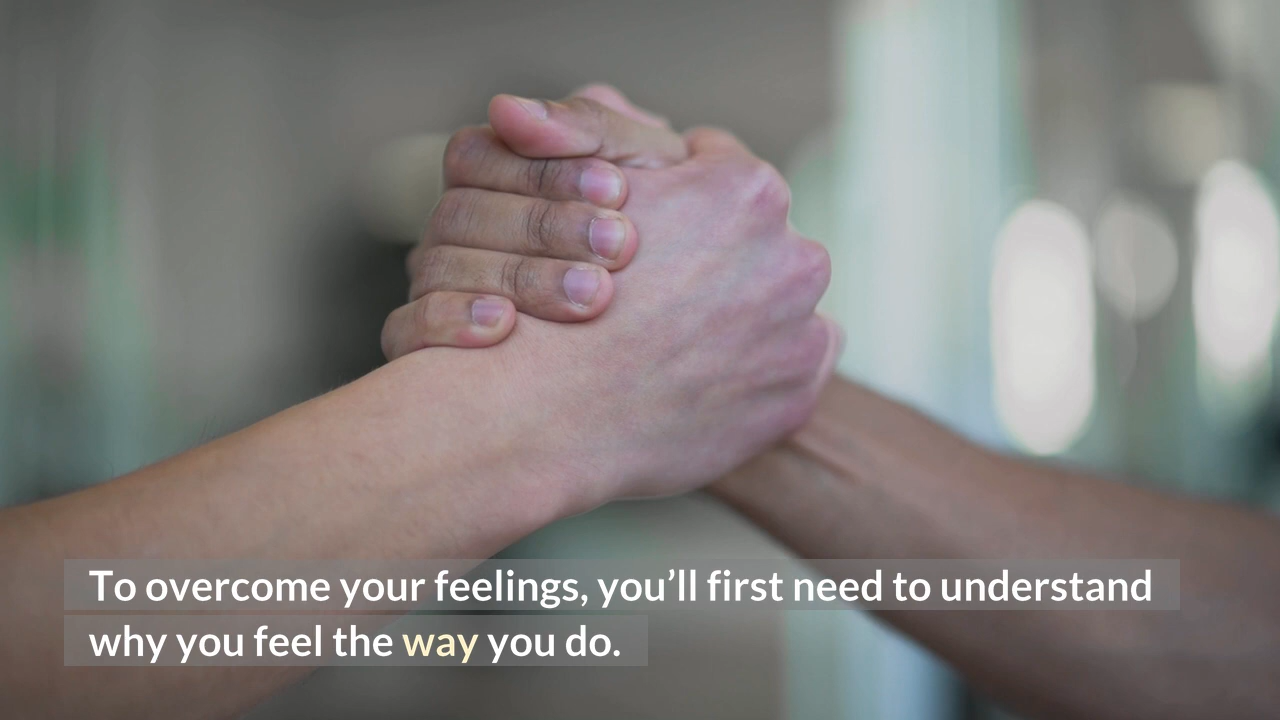 To overcome your feelings, you’ll first need to understand
why you feel the way you do.